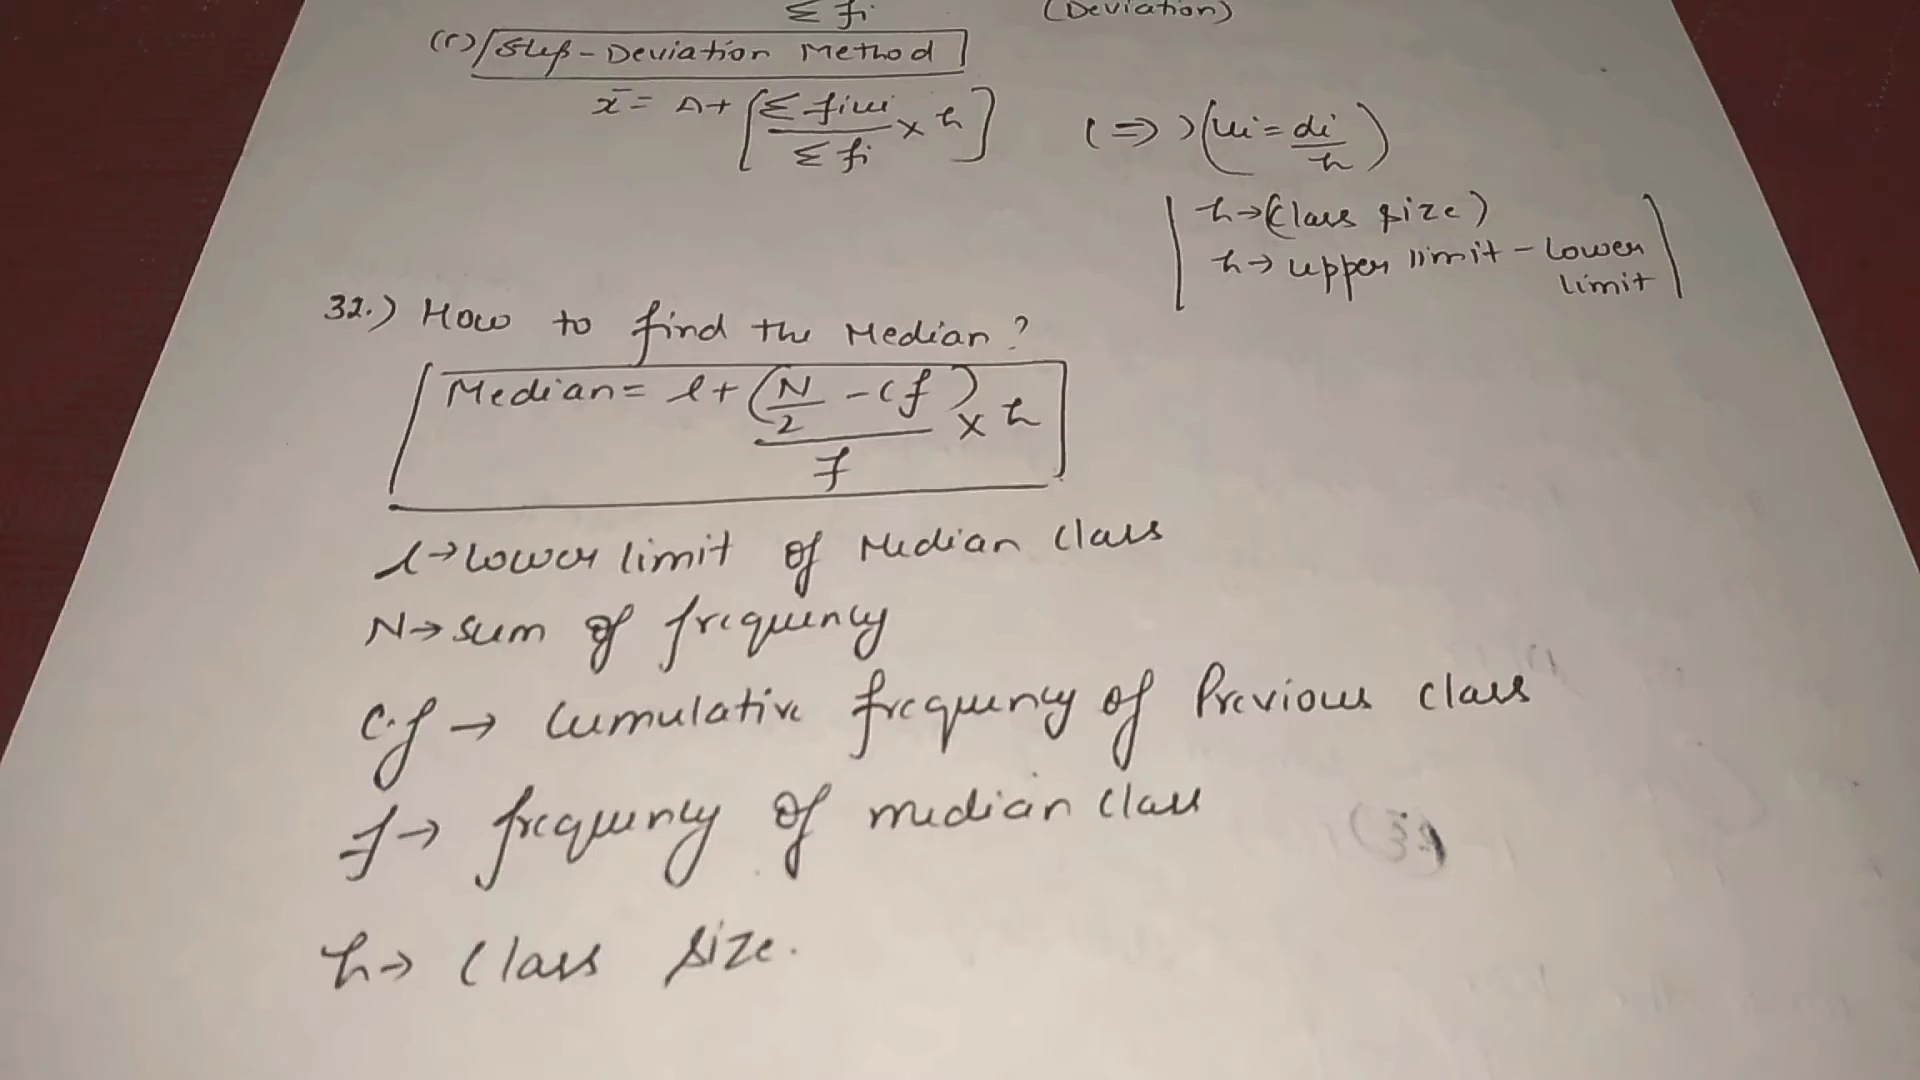 Σfi (Deviation)
(c) Step-Deviation Method
x̄ = A + [Σfiui/Σfi × h] (⇒) (ui = di/h)
h → (Class size)
h → upper limit - Lower limit
32.) How to find the Median?
Median = l + (N/2 - cf)/f × h
l → lower limit of Median class
N → sum of frequency
c.f → Cumulative frequency of Previous class
f → frequency of median class
h → Class size.